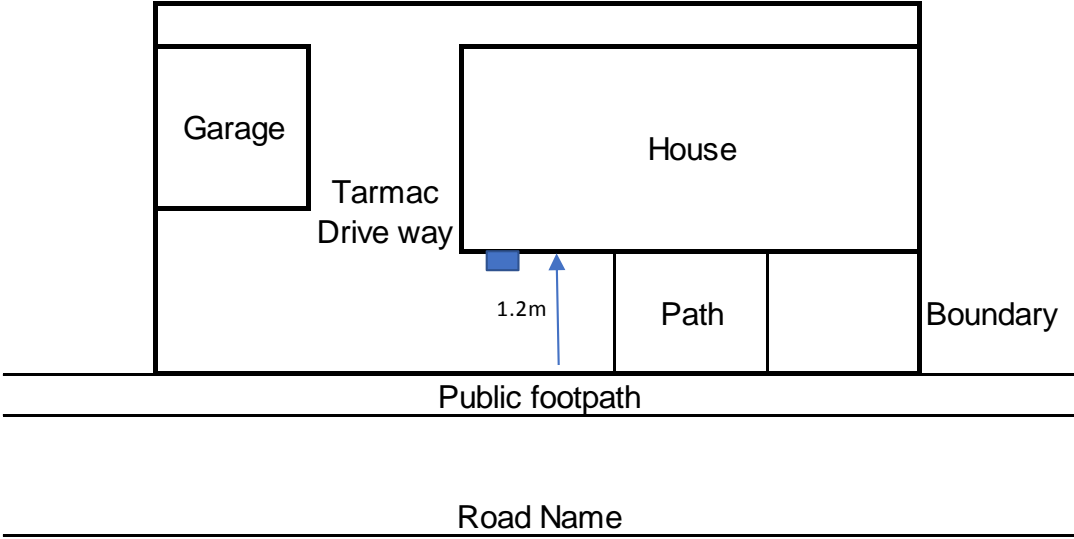 Garage
House
Tarmac
Drive way
1.2m
Path
Boundary
Public footpath
Road Name